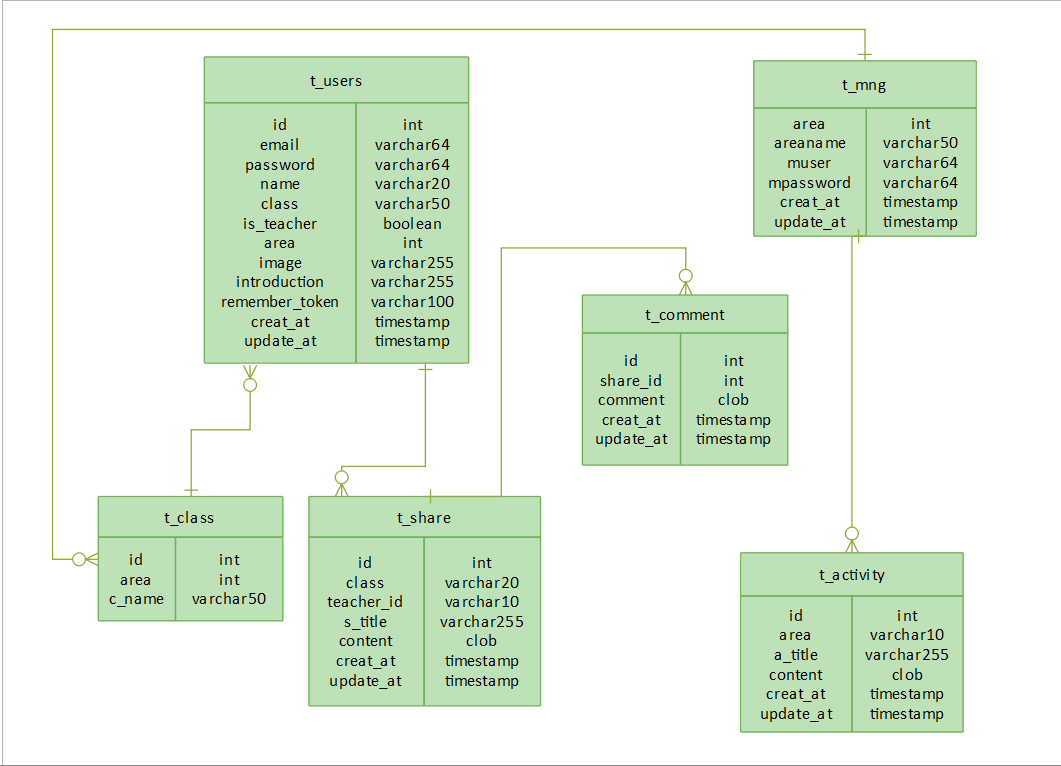 t_users
id int
email varchar64
password varchar64
name varchar20
class varchar50
is_teacher boolean
area int
image varchar255
introduction varchar255
remember_token varchar100
creat_at timestamp
update_at timestamp
t_mng
area int
areaname varchar50
muser varchar64
mpassword varchar64
creat_at timestamp
update_at timestamp
t_comment
id int
share_id int
comment clob
creat_at timestamp
update_at timestamp
t_class
id int
area int
c_name varchar50
t_share
id int
class varchar20
teacher_id varchar10
s_title varchar255
content clob
creat_at timestamp
update_at timestamp
t_activity
id int
area varchar10
a_title varchar255
content clob
creat_at timestamp
update_at timestamp